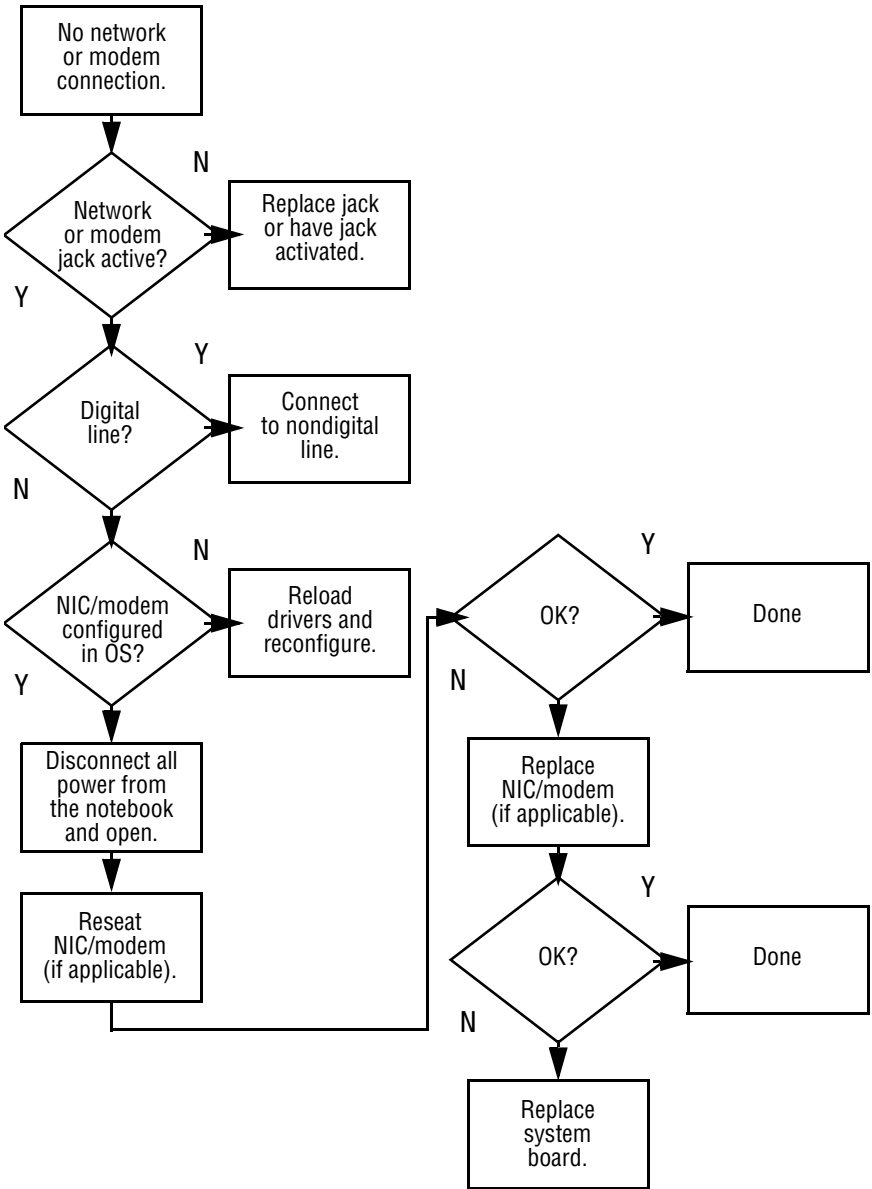 No network
or modem
connection.
N
Network
or modem
jack active?
Replace jack
or have jack
activated.
Y
Y
Digital
line?
Connect
to nondigital
line.
N
N
NIC/modem
configured
in OS?
Reload
drivers and
reconfigure.
Y
Disconnect all
power from
the notebook
and open.
Reseat
NIC/modem
(if applicable).
Y
OK?
Done
N
Replace
NIC/modem
(if applicable).
Y
OK?
Done
N
Replace
system
board.